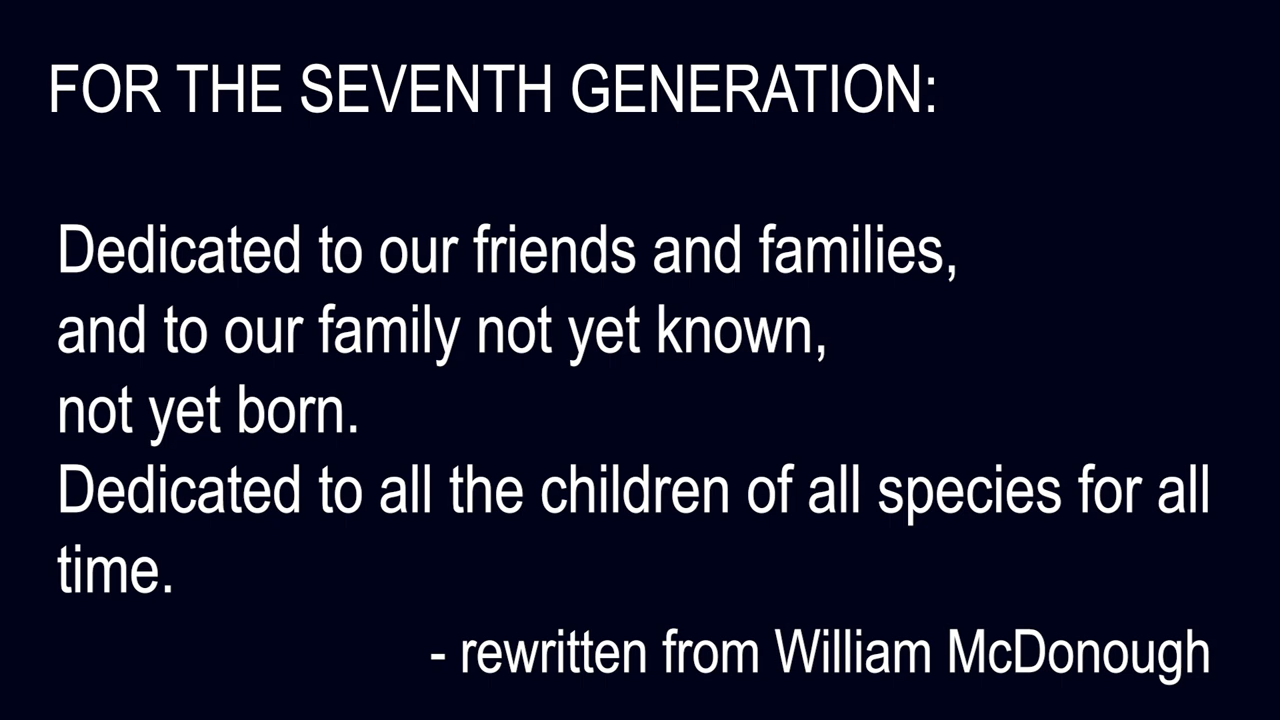 FOR THE SEVENTH GENERATION:
Dedicated to our friends and families,
and to our family not yet known,
not yet born.
Dedicated to all the children of all species for all
time.
- rewritten from William McDonough